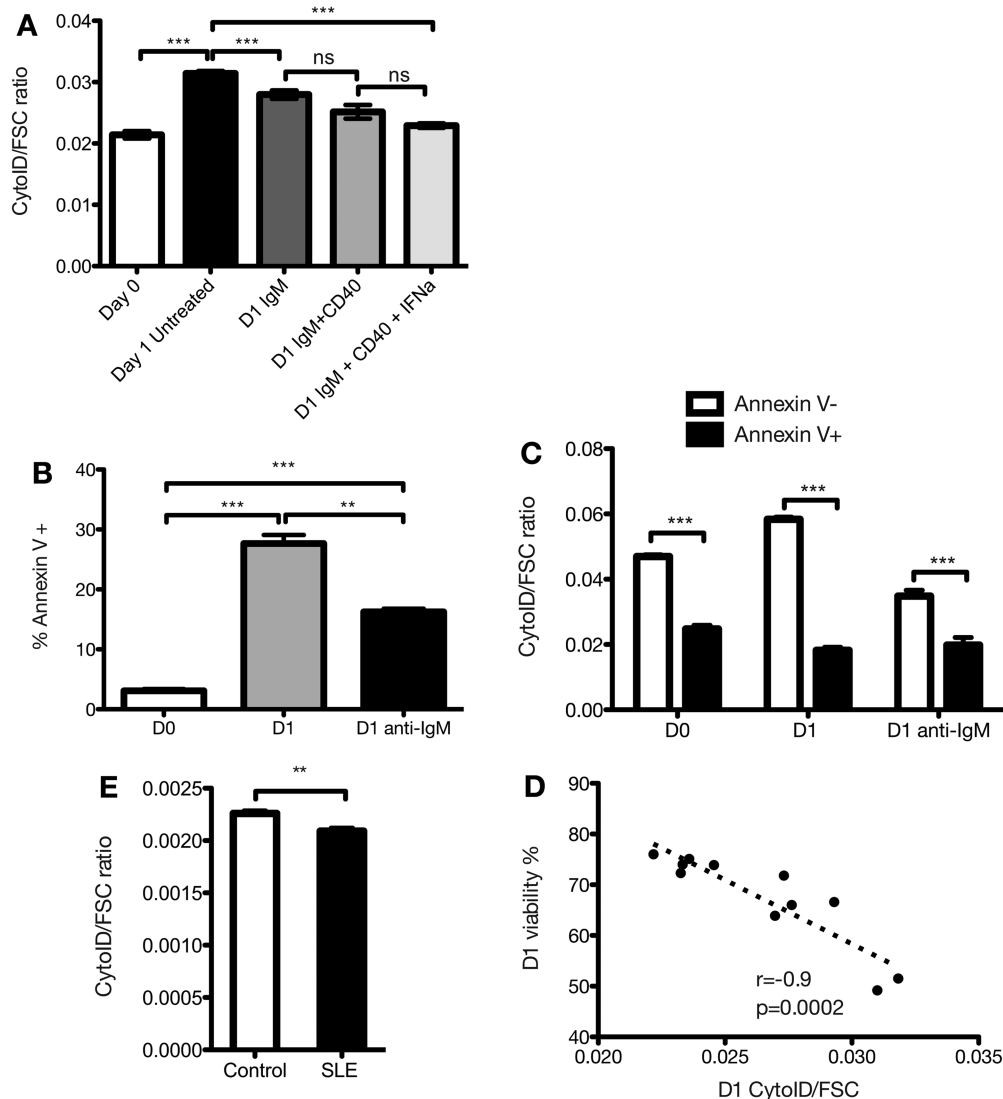 A
CytoID/FSC ratio
0.04
0.03
0.02
0.01
0.00
***
***
***
ns
ns
Day 0
Day 1 Untreated
D1 IgM
D1 IgM+CD40
D1 IgM + CD40 + IFNa
B
% Annexin V +
40
30
20
10
0
***
***
**
D0
D1
D1 anti-IgM
Annexin V-
Annexin V+
C
CytoID/FSC ratio
0.08
0.06
0.04
0.02
0.00
***
***
***
D0
D1
D1 anti-IgM
E
CytoID/FSC ratio
0.0025
0.0020
0.0015
0.0010
0.0005
0.0000
**
Control
SLE
D
D1 viability %
90
80
70
60
50
40
r=-0.9
p=0.0002
0.020
0.025
0.030
0.035
D1 CytoID/FSC